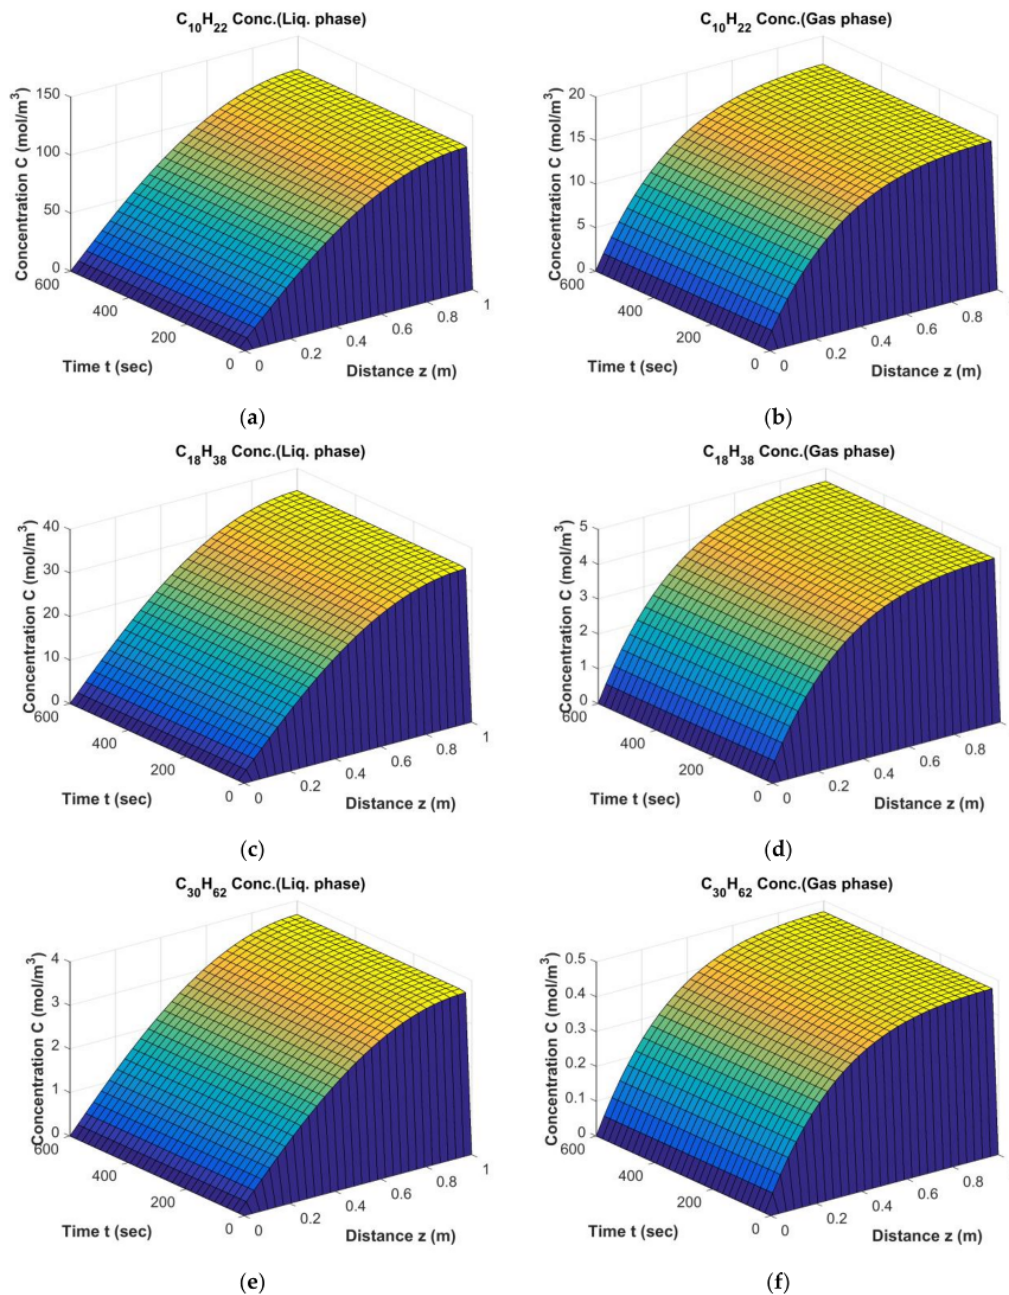 C10H22 Conc.(Liq. phase)
Concentration C (mol/m3)
150
100
50
0
600
400
200
0
Time t (sec)
0
0.2
0.4
0.6
0.8
1
Distance z (m)
(a)
C10H22 Conc.(Gas phase)
Concentration C (mol/m3)
20
15
10
5
0
600
400
200
0
Time t (sec)
0
0.2
0.4
0.6
0.8
Distance z (m)
(b)
C18H38 Conc.(Liq. phase)
Concentration C (mol/m3)
40
30
20
10
0
600
400
200
0
Time t (sec)
0
0.2
0.4
0.6
0.8
1
Distance z (m)
(c)
C18H38 Conc.(Gas phase)
Concentration C (mol/m3)
5
4
3
2
1
0
600
400
200
0
Time t (sec)
0
0.2
0.4
0.6
0.8
Distance z (m)
(d)
C30H62 Conc.(Liq. phase)
Concentration C (mol/m3)
4
3
2
1
0
600
400
200
0
Time t (sec)
0
0.2
0.4
0.6
0.8
1
Distance z (m)
(e)
C30H62 Conc.(Gas phase)
Concentration C (mol/m3)
0.5
0.4
0.3
0.2
0.1
0
600
400
200
0
Time t (sec)
0
0.2
0.4
0.6
0.8
Distance z (m)
(f)